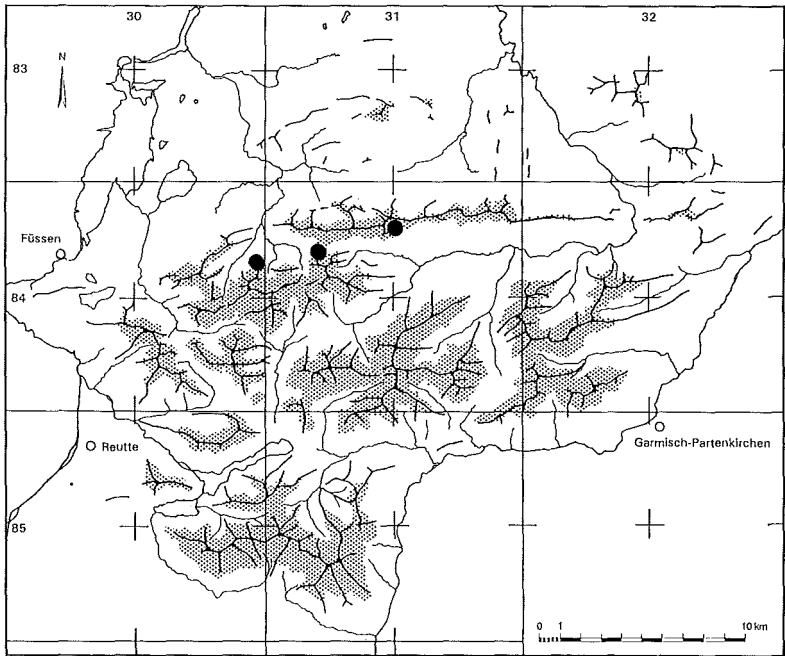 30 31 32
83
N
Füssen
84
Reutte
Garmisch-Partenkirchen
85
0 1 10 km